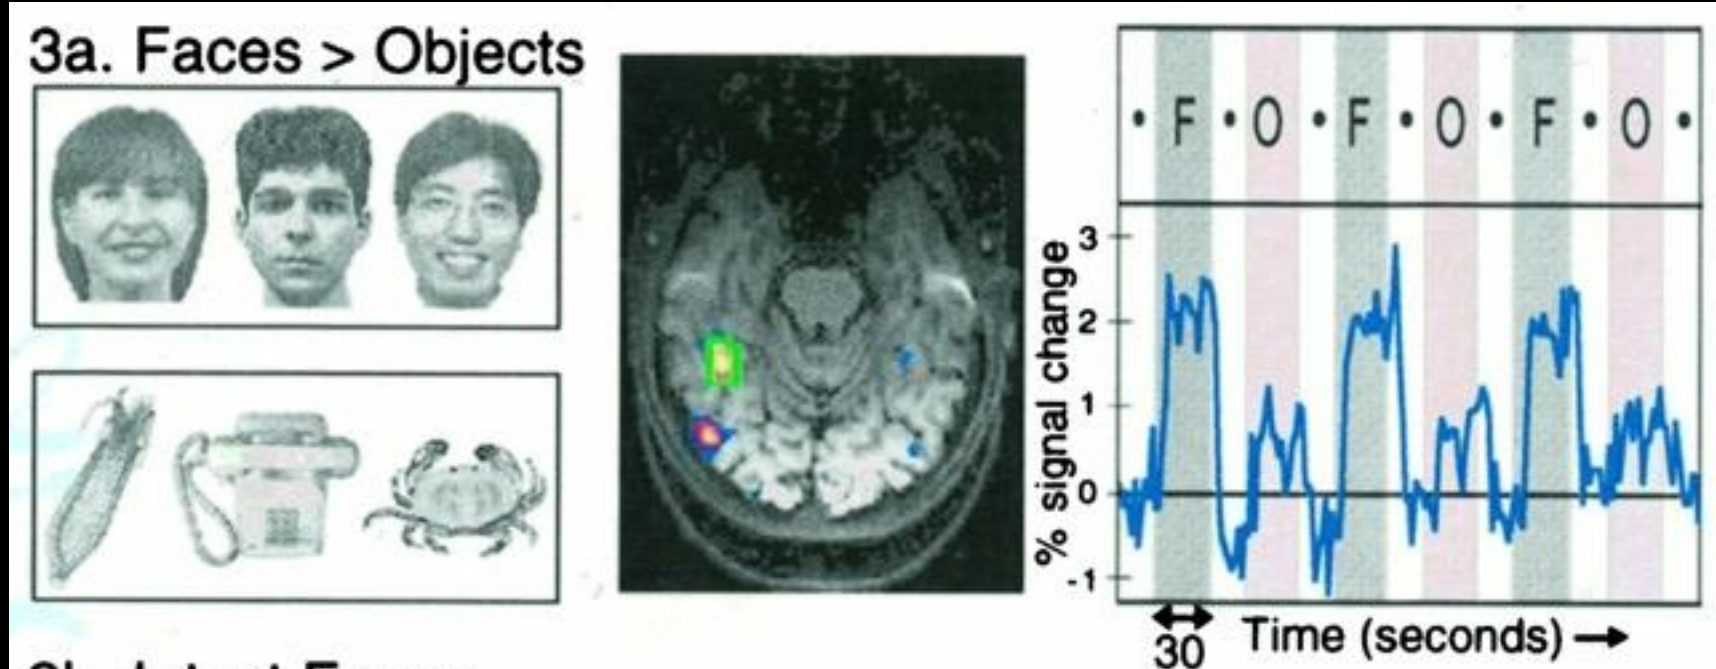 3a. Faces > Objects
• F • O • F • O • F • O •
% signal change
3
2
1
0
-1
30
Time (seconds)